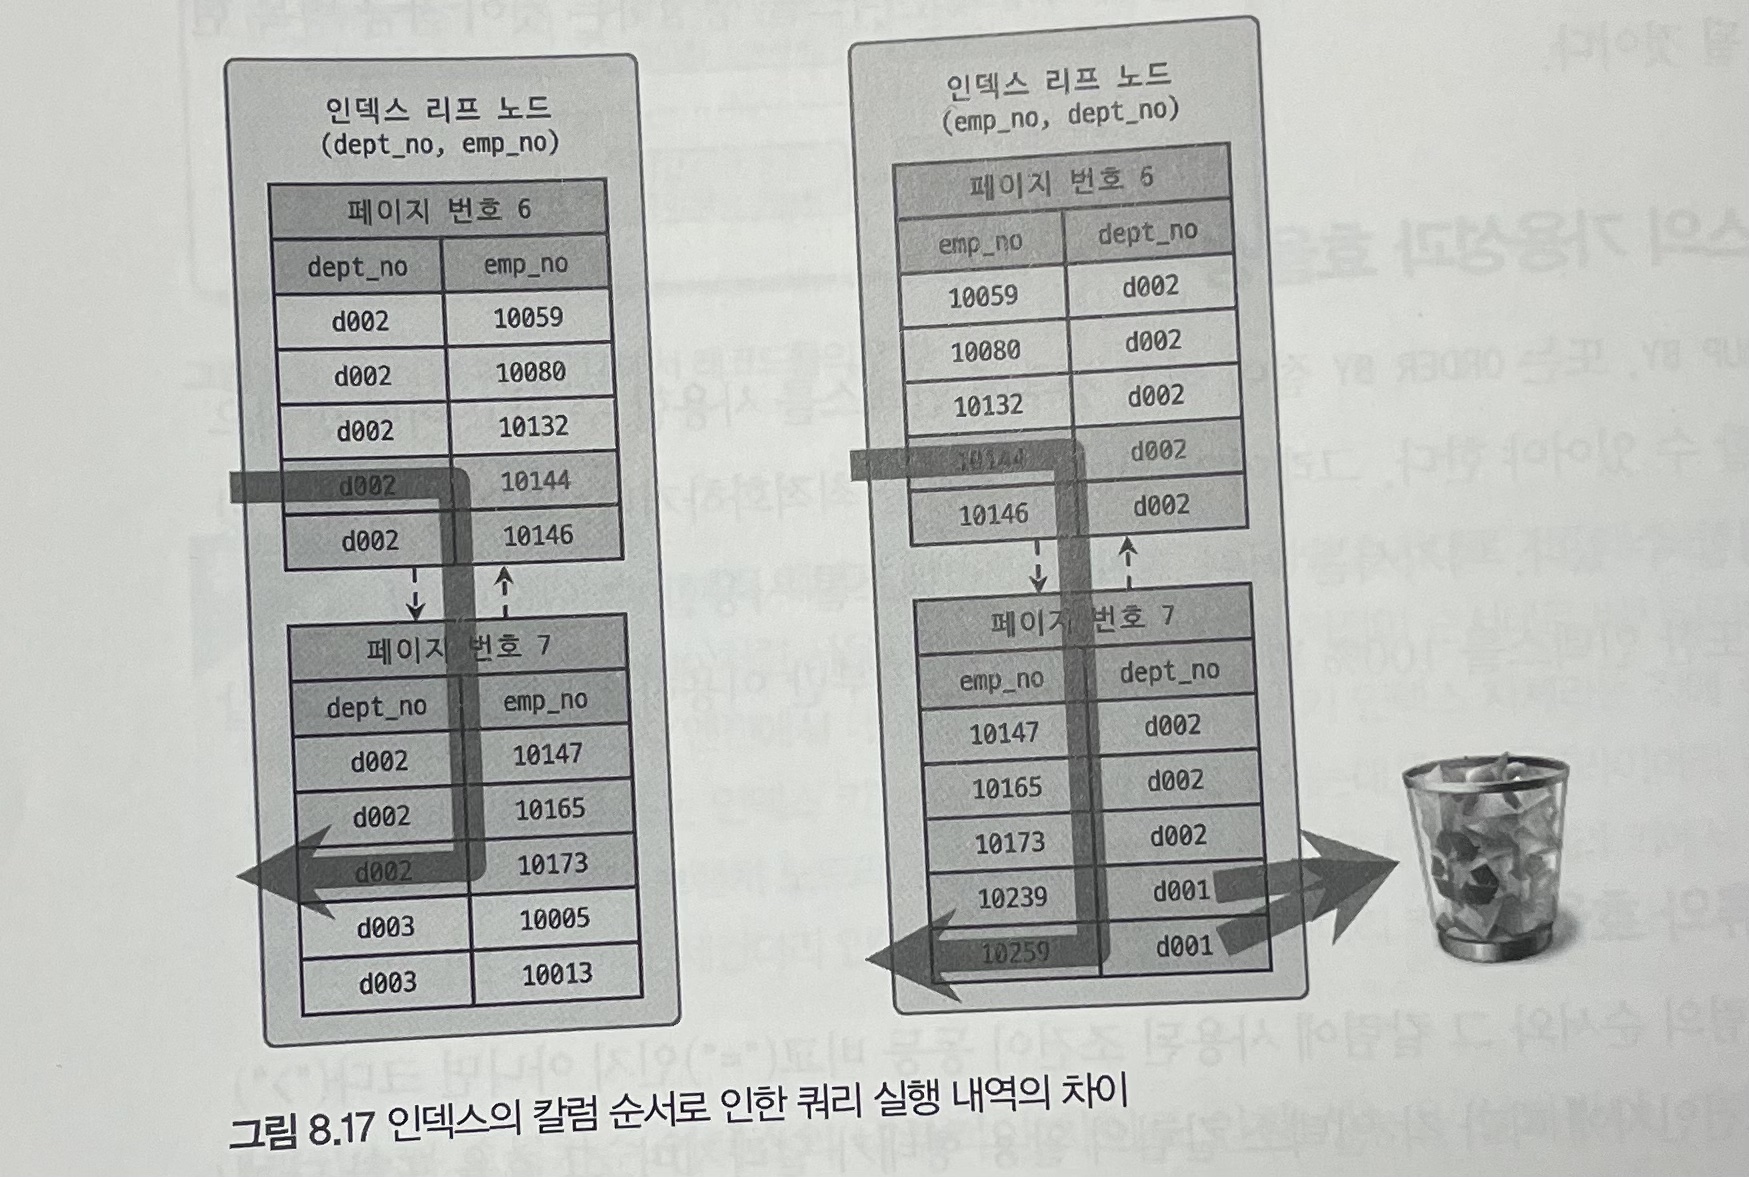 인덱스 리프 노드
(dept_no, emp_no)
페이지 번호 6
dept_no emp_no
d002 10059
d002 10080
d002 10132
d002 10144
d002 10146
페이지 번호 7
dept_no emp_no
d002 10147
d002 10165
d002 10173
d003 10005
d003 10013
인덱스 리프 노드
(emp_no, dept_no)
페이지 번호 6
emp_no dept_no
10059 d002
10080 d002
10132 d002
10144 d002
10146 d002
페이지 번호 7
emp_no dept_no
10147 d002
10165 d002
10173 d002
10239 d001
10259 d001
그림 8.17 인덱스의 칼럼 순서로 인한 쿼리 실행 내역의 차이